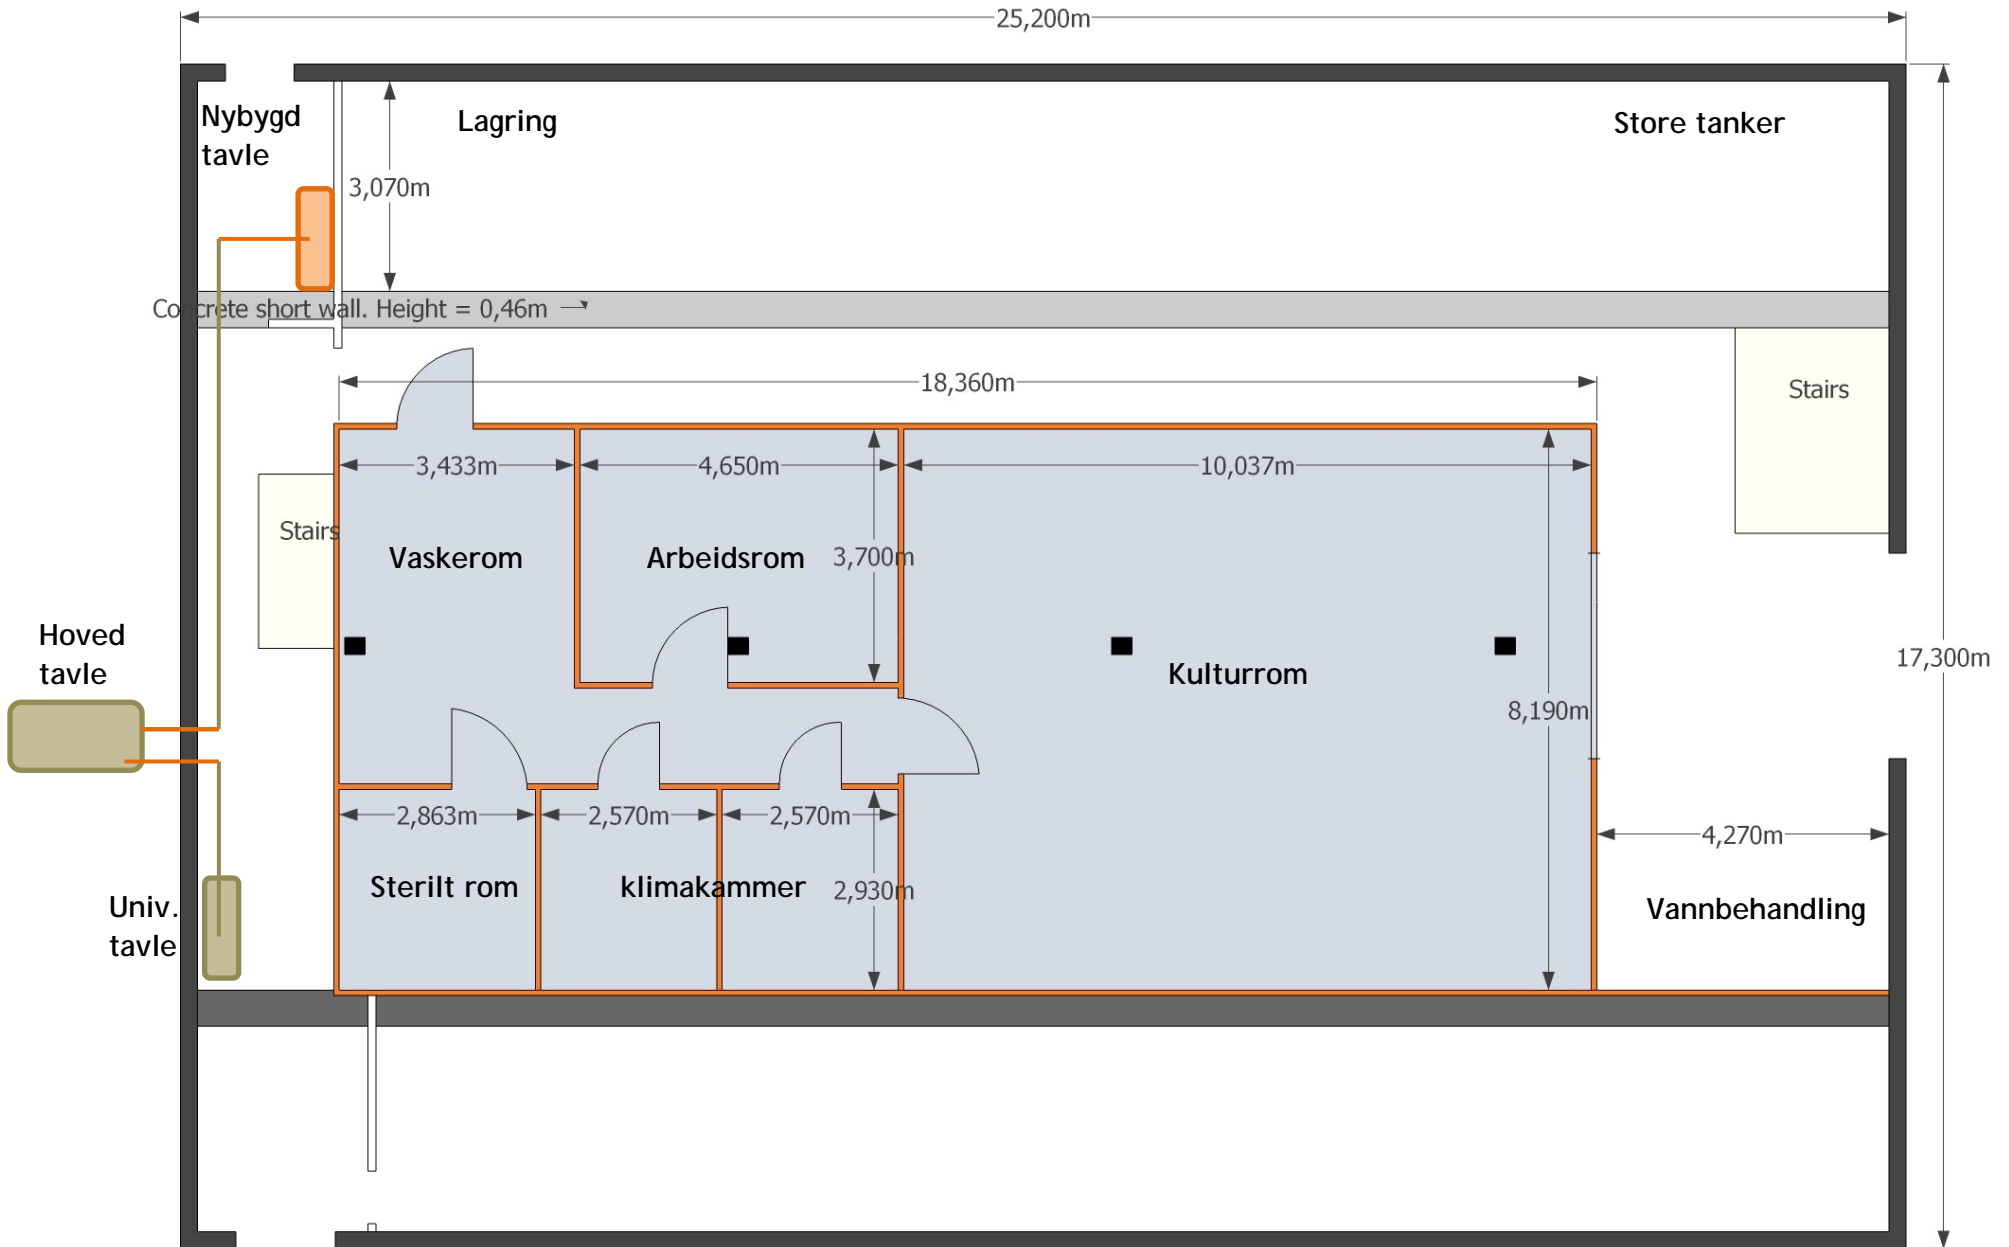 25,200m
Nybygd
tavle
Lagring
Store tanker
3,070m
Concrete short wall. Height = 0,46m
18,360m
Stairs
3,433m
4,650m
10,037m
Stairs
Vaskerom
Arbeidsrom
3,700m
Hoved
tavle
Kulturrom
17,300m
8,190m
2,863m
2,570m
2,570m
4,270m
Sterilt rom
klimakammer
2,930m
Univ.
tavle
Vannbehandling